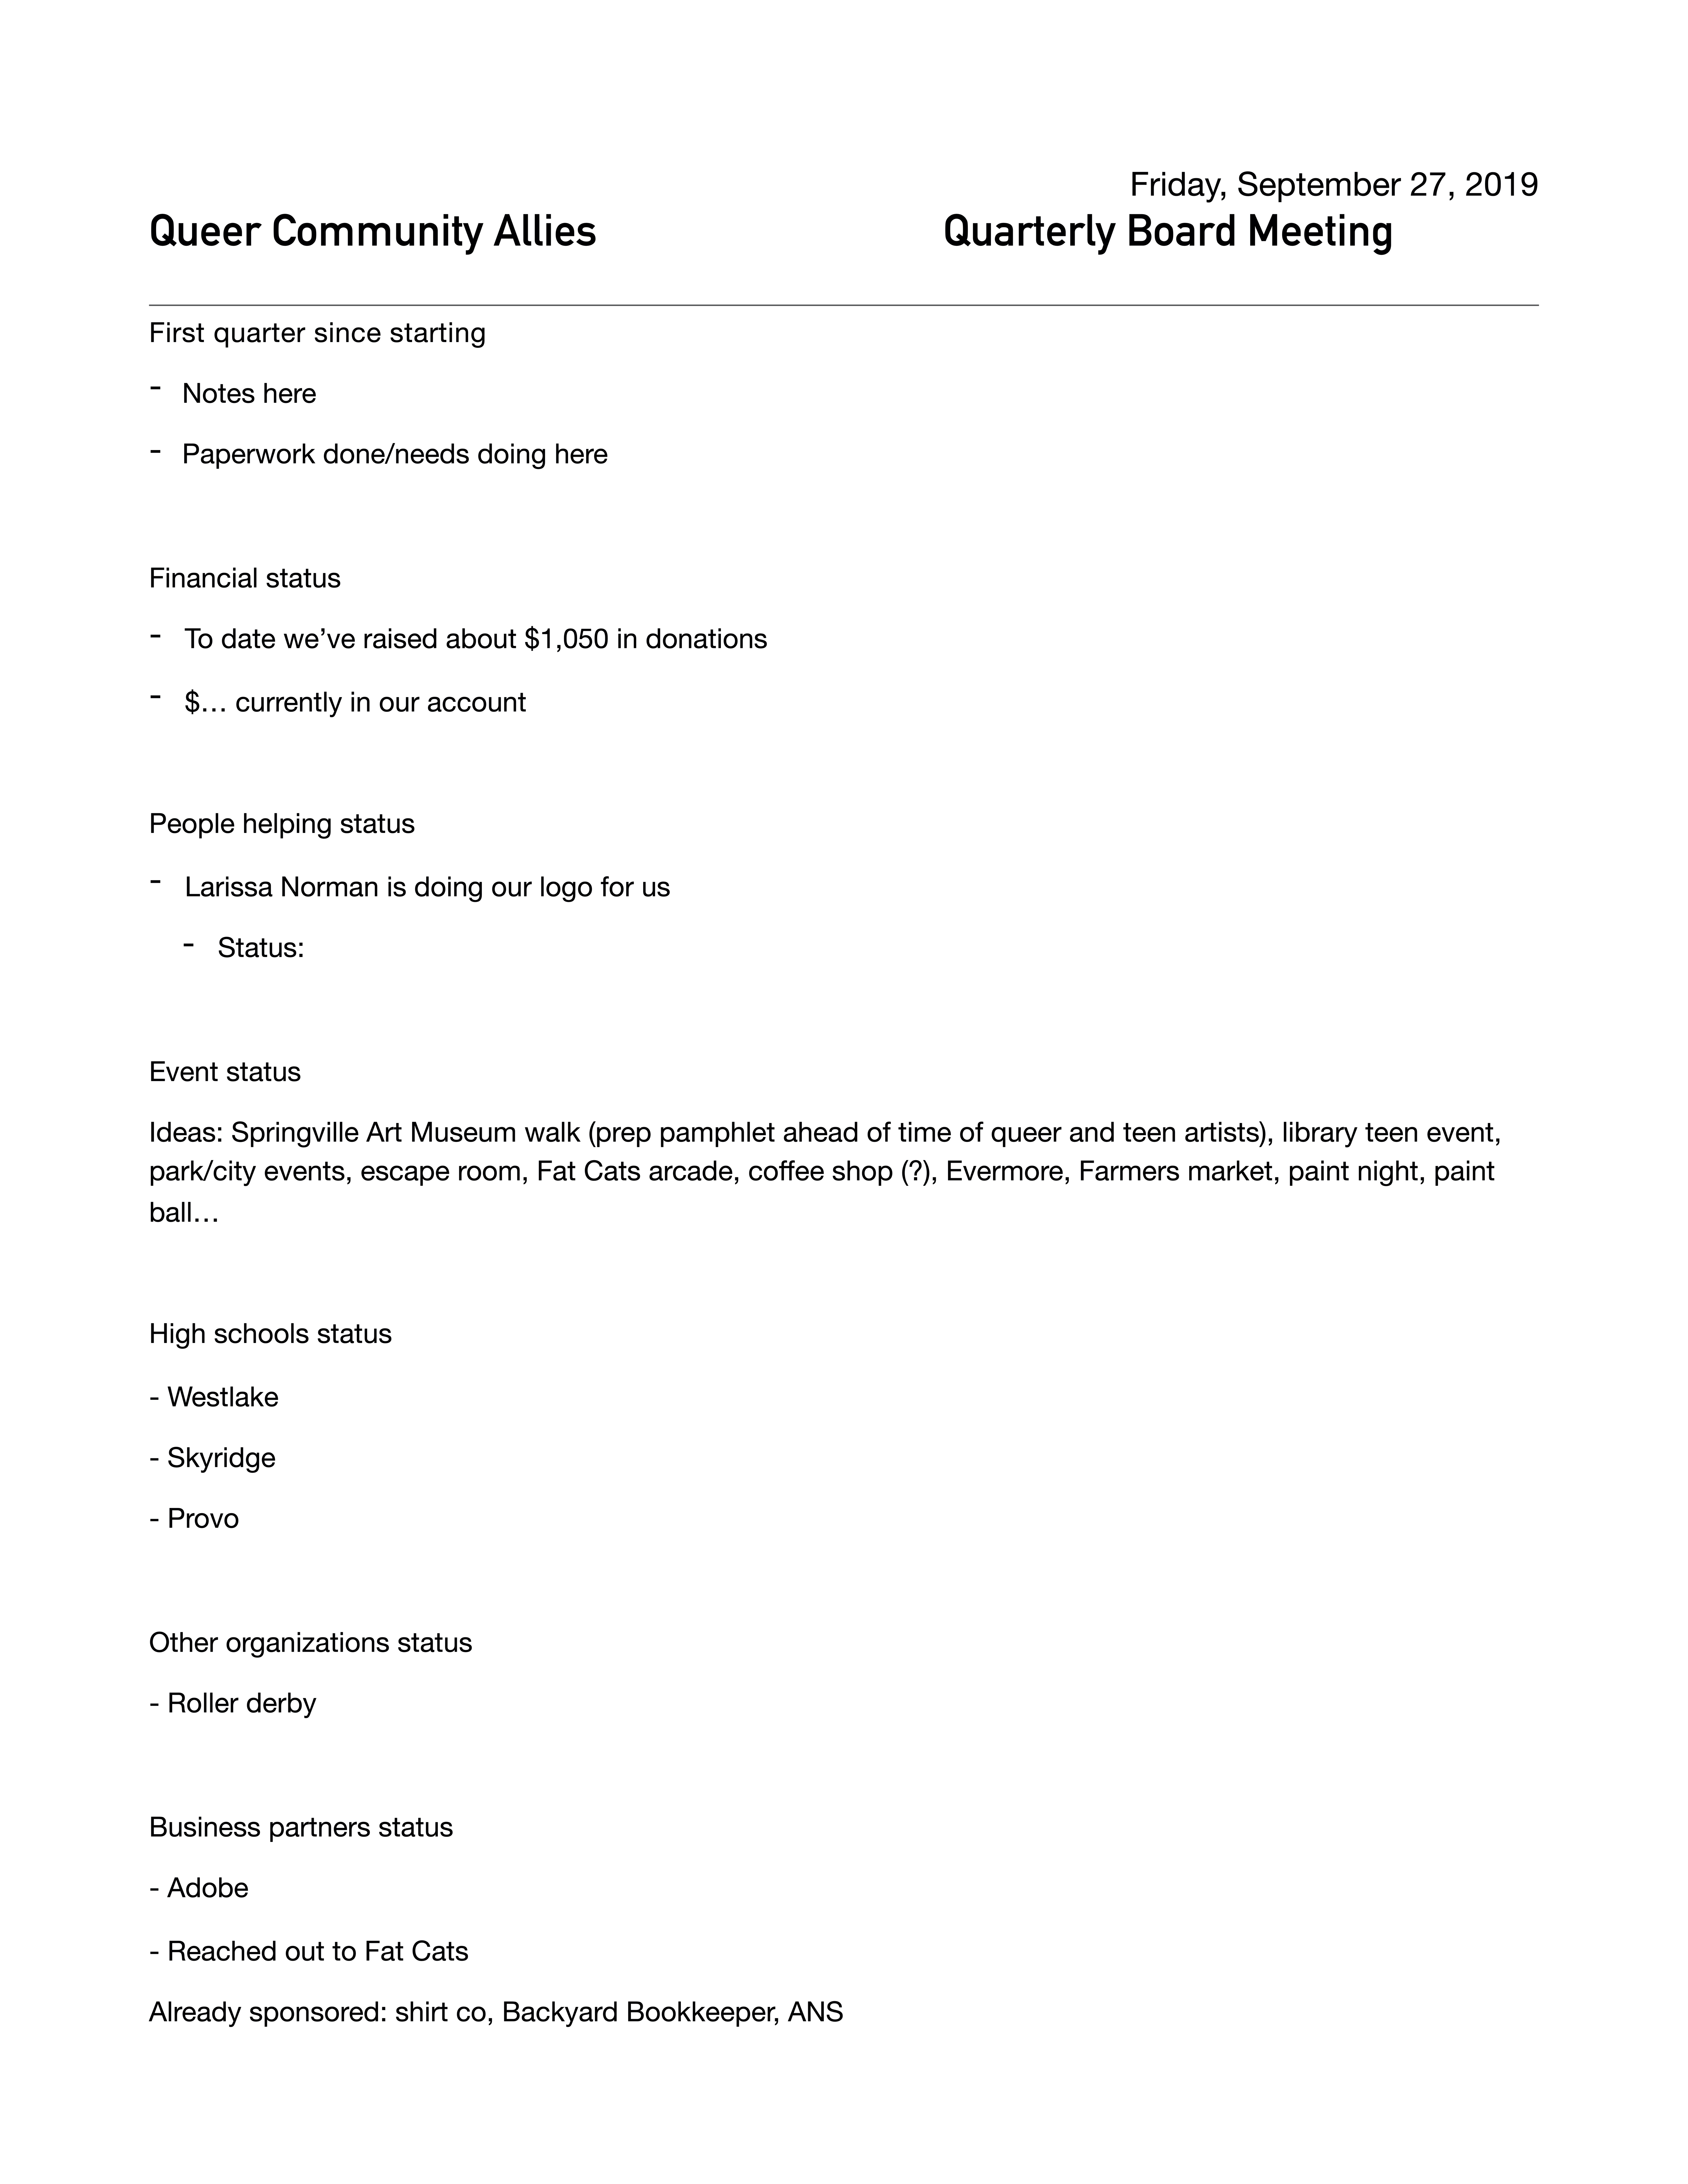 Friday, September 27, 2019
Queer Community Allies Quarterly Board Meeting
First quarter since starting
- Notes here
- Paperwork done/needs doing here
Financial status
- To date we’ve raised about $1,050 in donations
- $… currently in our account
People helping status
- Larissa Norman is doing our logo for us
- Status:
Event status
Ideas: Springville Art Museum walk (prep pamphlet ahead of time of queer and teen artists), library teen event,
park/city events, escape room, Fat Cats arcade, coffee shop (?), Evermore, Farmers market, paint night, paint
ball…
High schools status
- Westlake
- Skyridge
- Provo
Other organizations status
- Roller derby
Business partners status
- Adobe
- Reached out to Fat Cats
Already sponsored: shirt co, Backyard Bookkeeper, ANS